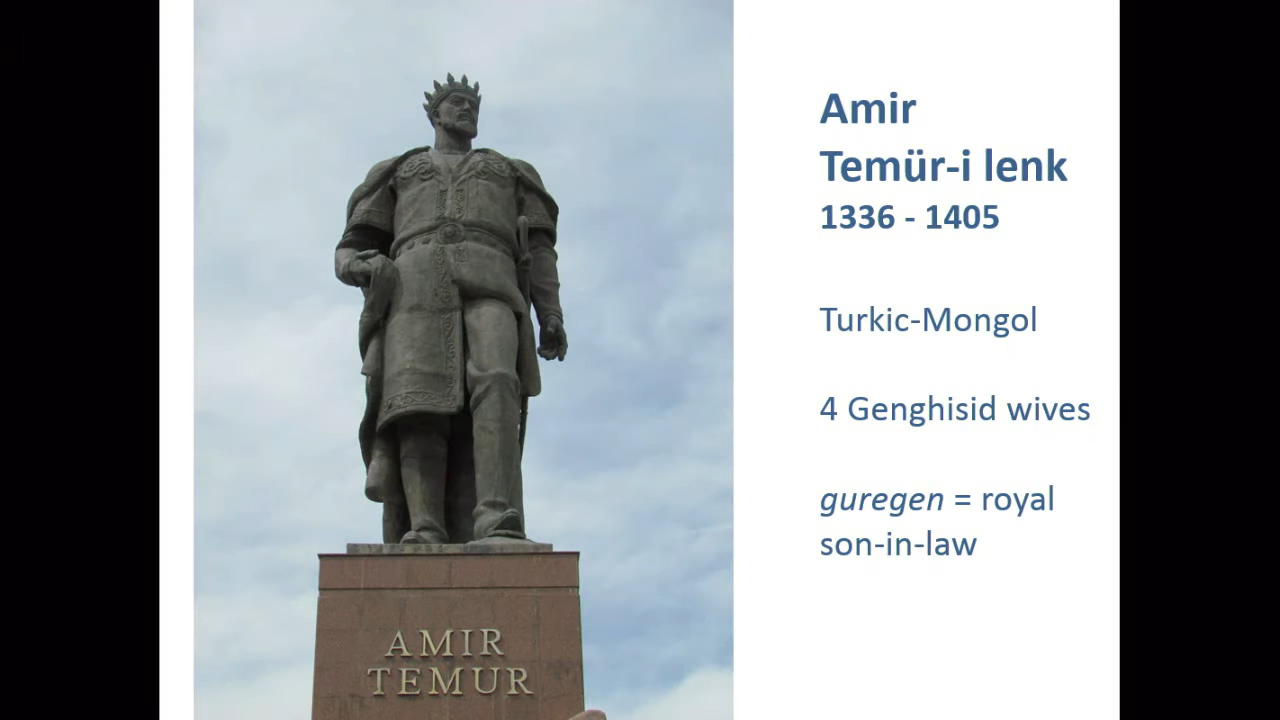 Amir
Temür-i lenk
1336 - 1405
Turkic-Mongol
4 Genghisid wives
guregen = royal
son-in-law
AMIR
TEMUR